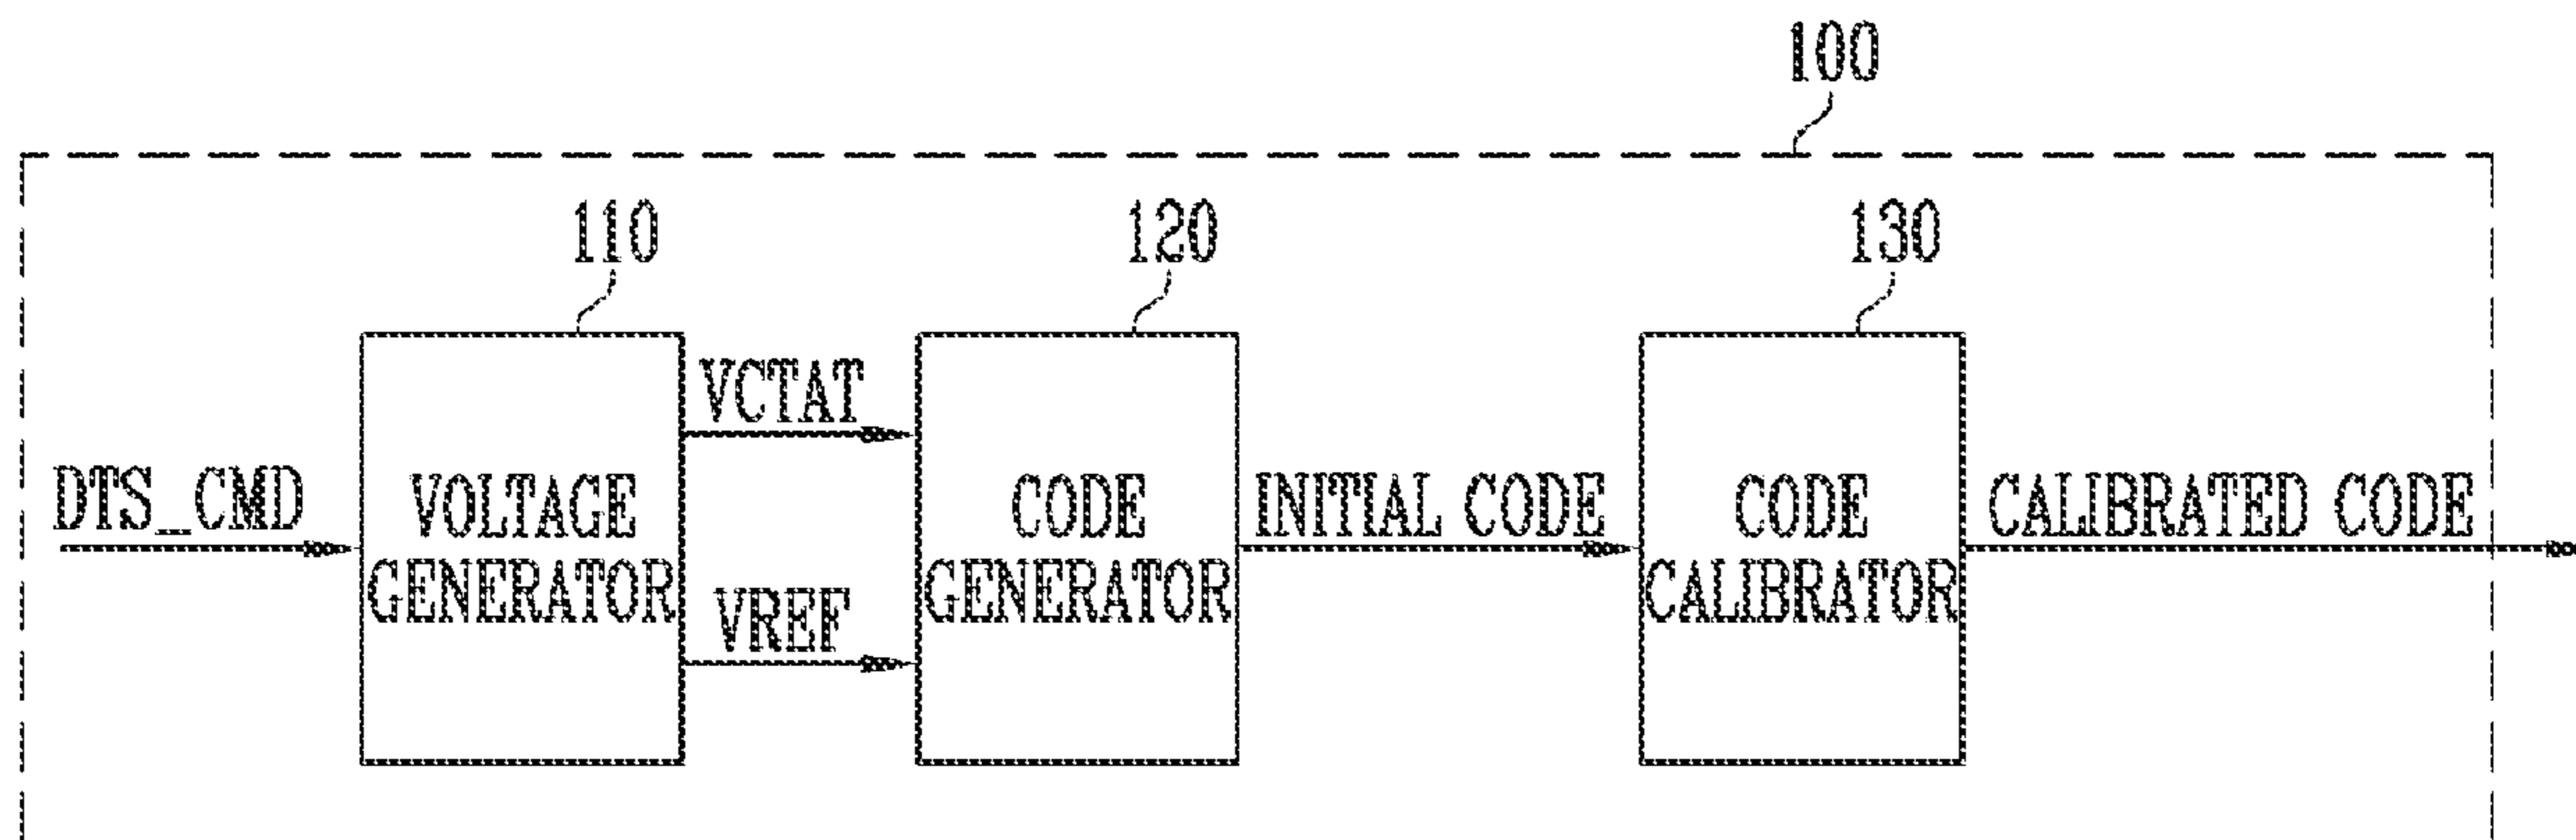 100
110
120
130
VCTAT
DTS_CMD
VOLTAGE
GENERATOR
CODE
GENERATOR
INITIAL CODE
CODE
CALIBRATOR
CALIBRATED CODE
VREF